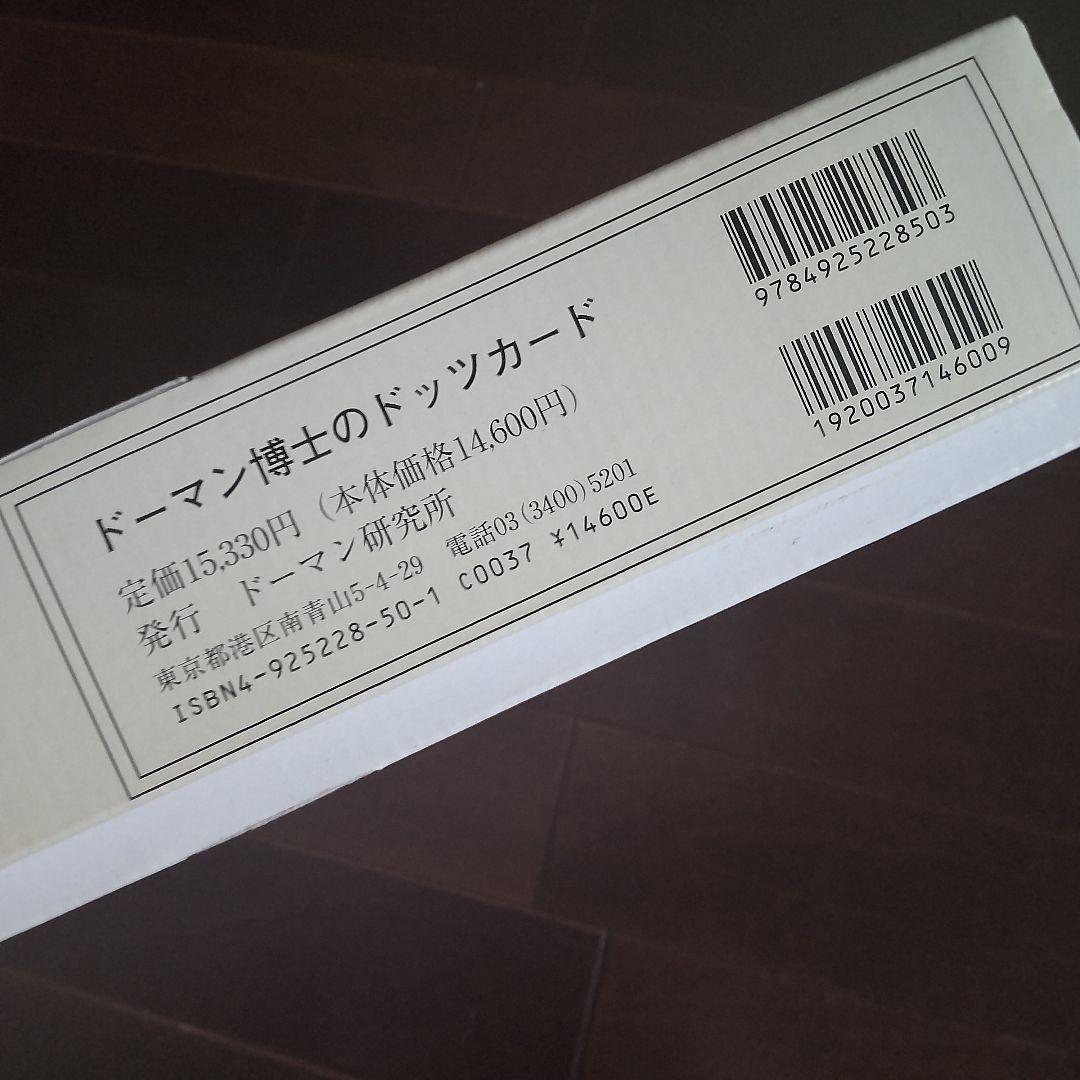 ドーマン博士のドッツカード
定価15,330円（本体価格14,600円）
発行　ドーマン研究所
東京都港区南青山5-4-29　電話03(3400)5201
ISBN4-925228-50-1 C0037 ¥14600E
9784925228503
1920037146009